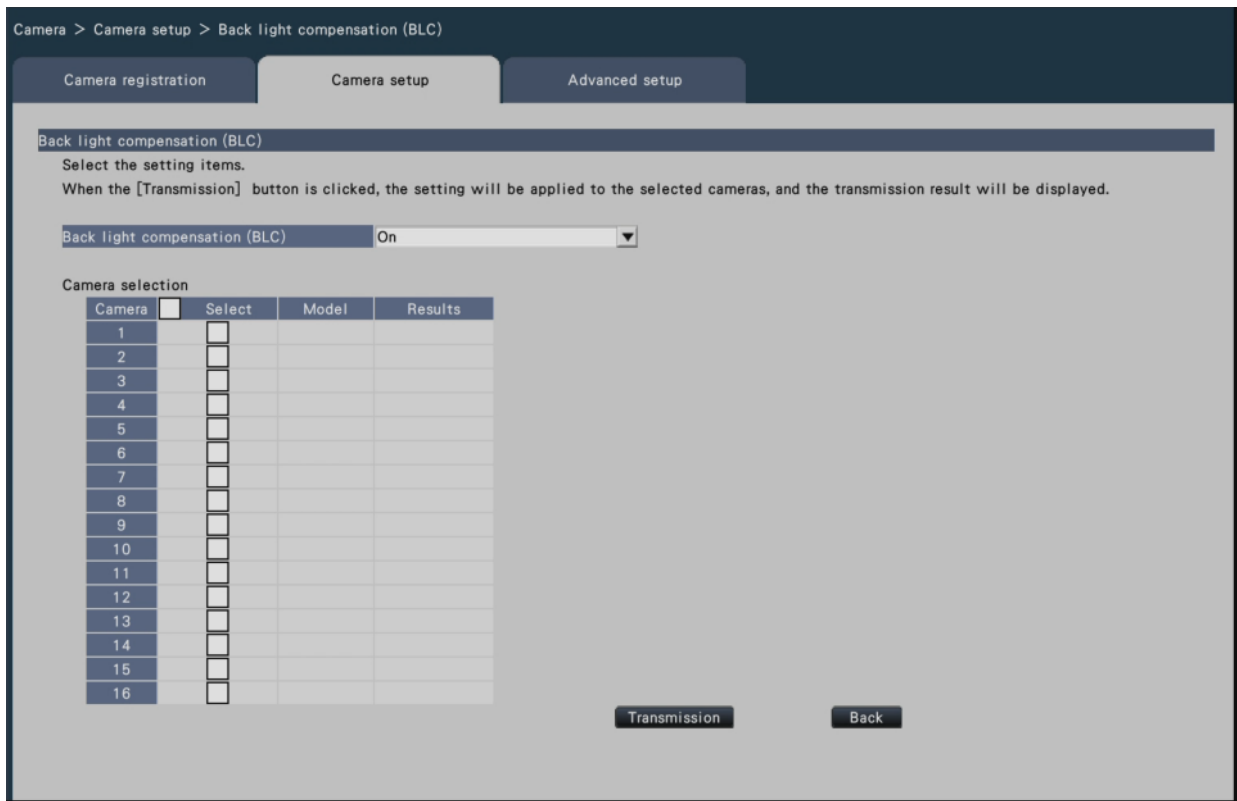 Camera > Camera setup > Back light compensation (BLC)
Camera registration Camera setup Advanced setup
Back light compensation (BLC)
Select the setting items.
When the [Transmission] button is clicked, the setting will be applied to the selected cameras, and the transmission result will be displayed.
Back light compensation (BLC) On
Camera selection
Camera Select Model Results
1
2
3
4
5
6
7
8
9
10
11
12
13
14
15
16
Transmission Back